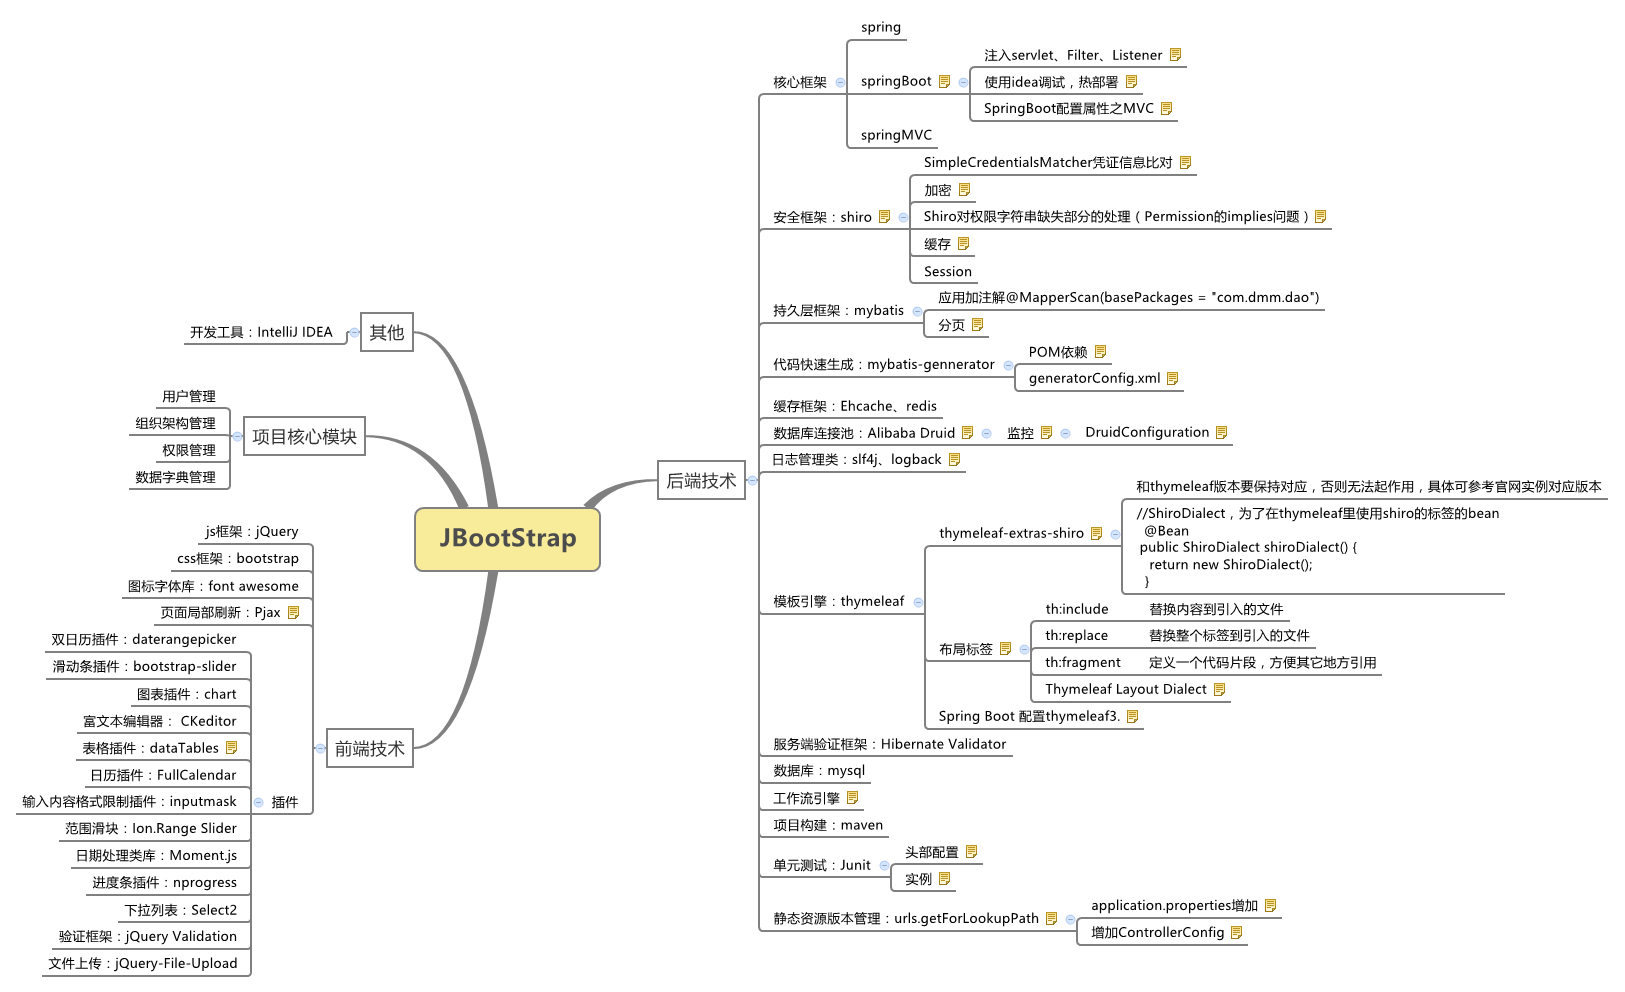 JBootStrap
后端技术
核心框架
spring
springBoot
注入servlet、Filter、Listener
使用idea调试，热部署
SpringBoot配置属性之MVC
springMVC
安全框架：shiro
SimpleCredentialsMatcher凭证信息比对
加密
Shiro对权限字符串缺失部分的处理（Permission的implies问题）
缓存
Session
持久层框架：mybatis
应用加注解@MapperScan(basePackages = "com.dmm.dao")
分页
代码快速生成：mybatis-gennerator
POM依赖
generatorConfig.xml
缓存框架：Ehcache、redis
数据库连接池：Alibaba Druid
监控
DruidConfiguration
日志管理类：slf4j、logback
模板引擎：thymeleaf
thymeleaf-extras-shiro
和thymeleaf版本要保持对应，否则无法起作用，具体可参考官网实例对应版本
//ShiroDialect，为了在thymeleaf里使用shiro的标签的bean
@Bean
public ShiroDialect shiroDialect() {
return new ShiroDialect();
}
布局标签
th:include 替换内容到引入的文件
th:replace 替换整个标签到引入的文件
th:fragment 定义一个代码片段，方便其它地方引用
Thymeleaf Layout Dialect
Spring Boot 配置thymeleaf3.
服务端验证框架：Hibernate Validator
数据库：mysql
工作流引擎
项目构建：maven
单元测试：Junit
头部配置
实例
静态资源版本管理：urls.getForLookupPath
application.properties增加
增加ControllerConfig
其他
开发工具：IntelliJ IDEA
项目核心模块
用户管理
组织架构管理
权限管理
数据字典管理
前端技术
js框架：jQuery
css框架：bootstrap
图标字体库：font awesome
页面局部刷新：Pjax
插件
双日历插件：daterangepicker
滑动条插件：bootstrap-slider
图表插件：chart
富文本编辑器： CKeditor
表格插件：dataTables
日历插件：FullCalendar
输入内容格式限制插件：inputmask
范围滑块：Ion.Range Slider
日期处理类库：Moment.js
进度条插件：nprogress
下拉列表：Select2
验证框架：jQuery Validation
文件上传：jQuery-File-Upload